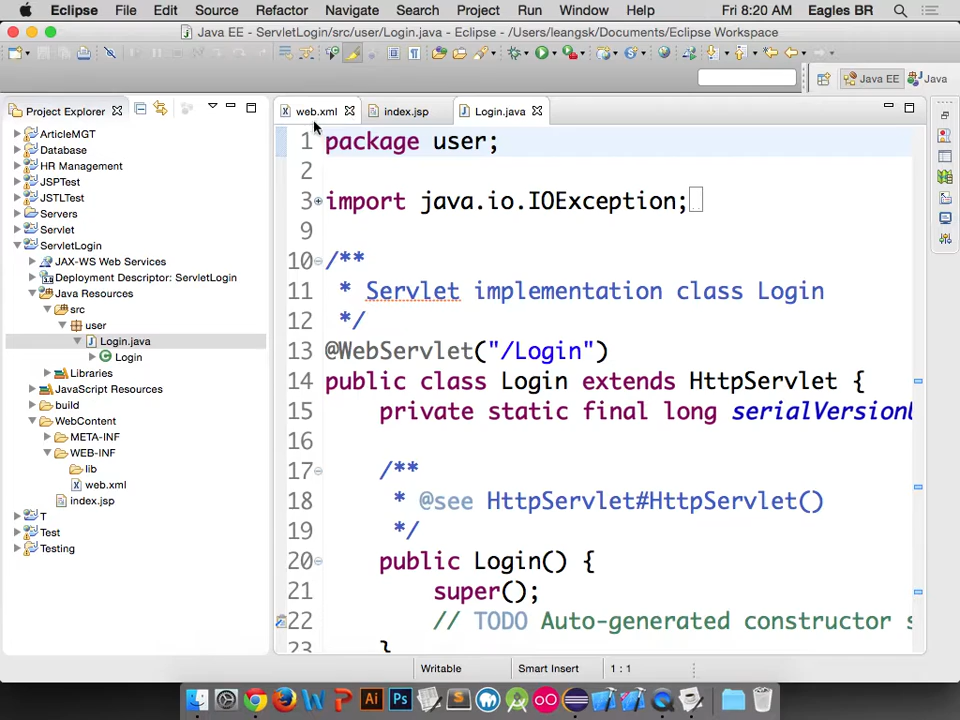 Eclipse File Edit Source Refactor Navigate Search Project Run Window Help Fri 8:20 AM Eagles BR
Java EE - ServletLogin/src/user/Login.java - Eclipse - /Users/leangsk/Documents/Eclipse Workspace
Java EE Java
Project Explorer
web.xml index.jsp Login.java
ArticleMGT
Database
HR Management
JSPTest
JSTLTest
Servers
Servlet
ServletLogin
JAX-WS Web Services
Deployment Descriptor: ServletLogin
Java Resources
src
user
Login.java
Login
Libraries
JavaScript Resources
build
WebContent
META-INF
WEB-INF
lib
web.xml
index.jsp
T
Test
Testing
1 package user;
2
3 import java.io.IOException;
9
10 /**
11 * Servlet implementation class Login
12 */
13 @WebServlet("/Login")
14 public class Login extends HttpServlet {
15 private static final long serialVersionU
16
17 /**
18 * @see HttpServlet#HttpServlet()
19 */
20 public Login() {
21 super();
22 // TODO Auto-generated constructor s
23 }
Writable Smart Insert 1 : 1